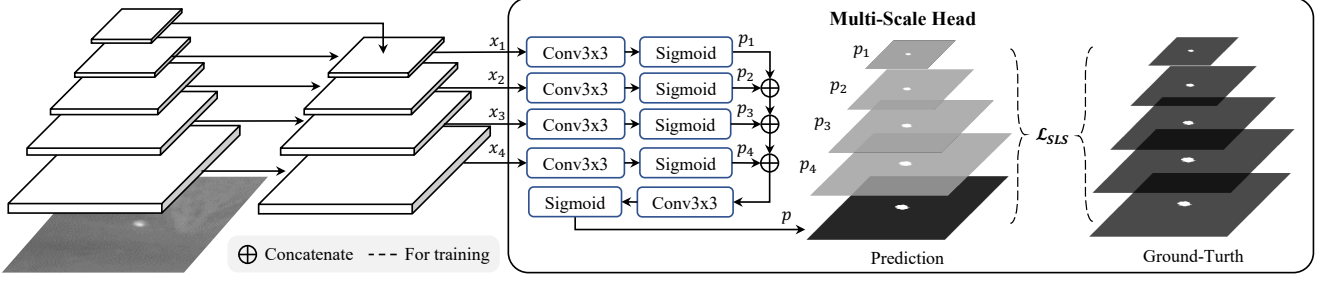 Multi-Scale Head
x1 Conv3x3 Sigmoid p1
x2 Conv3x3 Sigmoid p2
x3 Conv3x3 Sigmoid p3
x4 Conv3x3 Sigmoid p4
Sigmoid Conv3x3
p
p1
p2
p3
p4
ℒSLS
⊕ Concatenate --- For training
Prediction
Ground-Turth